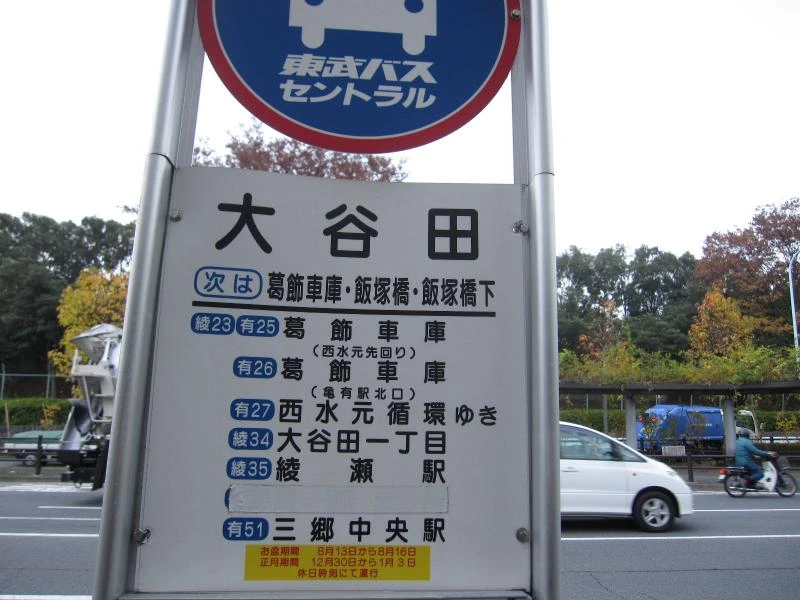 東武バス
セントラル
大谷田
次は 葛飾車庫・飯塚橋・飯塚橋下
綾23 有25 葛飾車庫
(西水元先回り)
有26 葛飾車庫
(亀有駅北口)
有27 西水元循環ゆき
綾34 大谷田一丁目
綾35 綾瀬駅
有51 三郷中央駅
お盆期間 8月13日から8月16日
正月期間 12月30日から1月3日
休日時刻にて運行